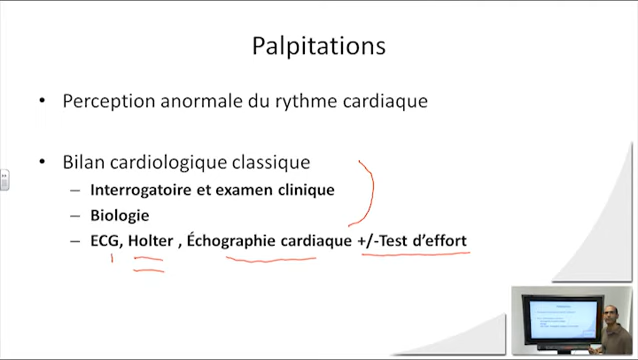 Palpitations
• Perception anormale du rythme cardiaque
• Bilan cardiologique classique
– Interrogatoire et examen clinique
– Biologie
– ECG, Holter , Échographie cardiaque +/-Test d'effort